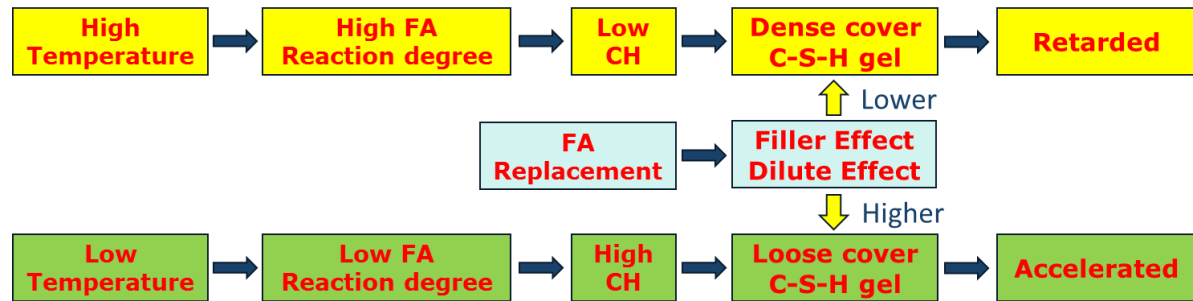 High
Temperature
High FA
Reaction degree
Low
CH
Dense cover
C-S-H gel
Retarded
Lower
FA
Replacement
Filler Effect
Dilute Effect
Higher
Low
Temperature
Low FA
Reaction degree
High
CH
Loose cover
C-S-H gel
Accelerated